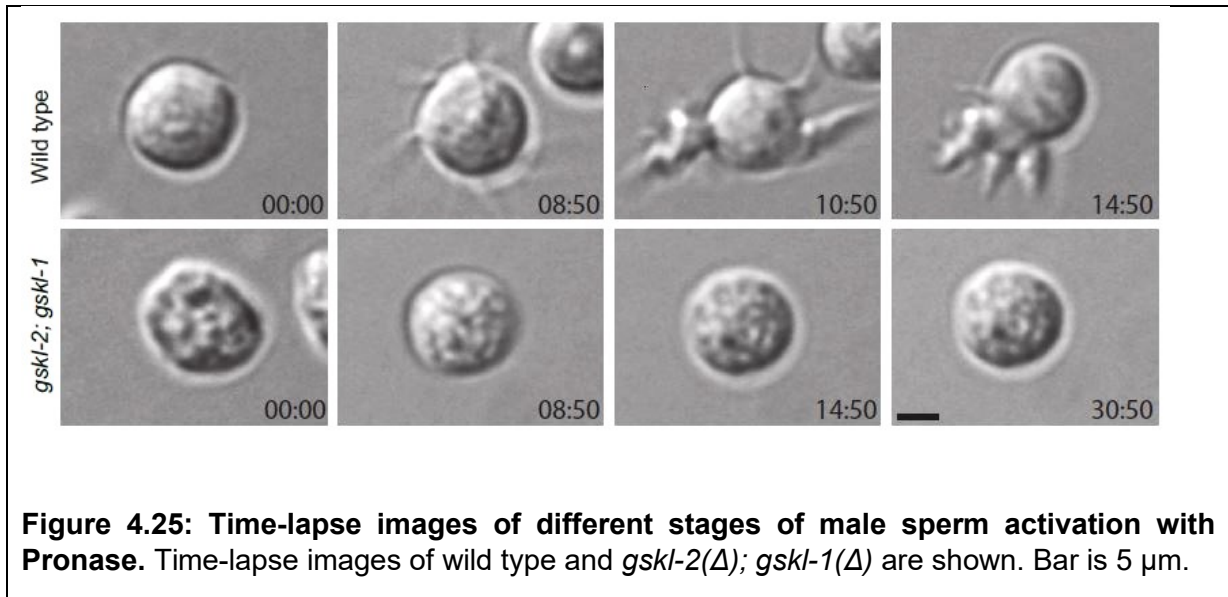 Wild type
00:00
08:50
10:50
14:50
gskl-2; gskl-1
00:00
08:50
14:50
30:50
Figure 4.25: Time-lapse images of different stages of male sperm activation with
Pronase. Time-lapse images of wild type and gskl-2(Δ); gskl-1(Δ) are shown. Bar is 5 µm.